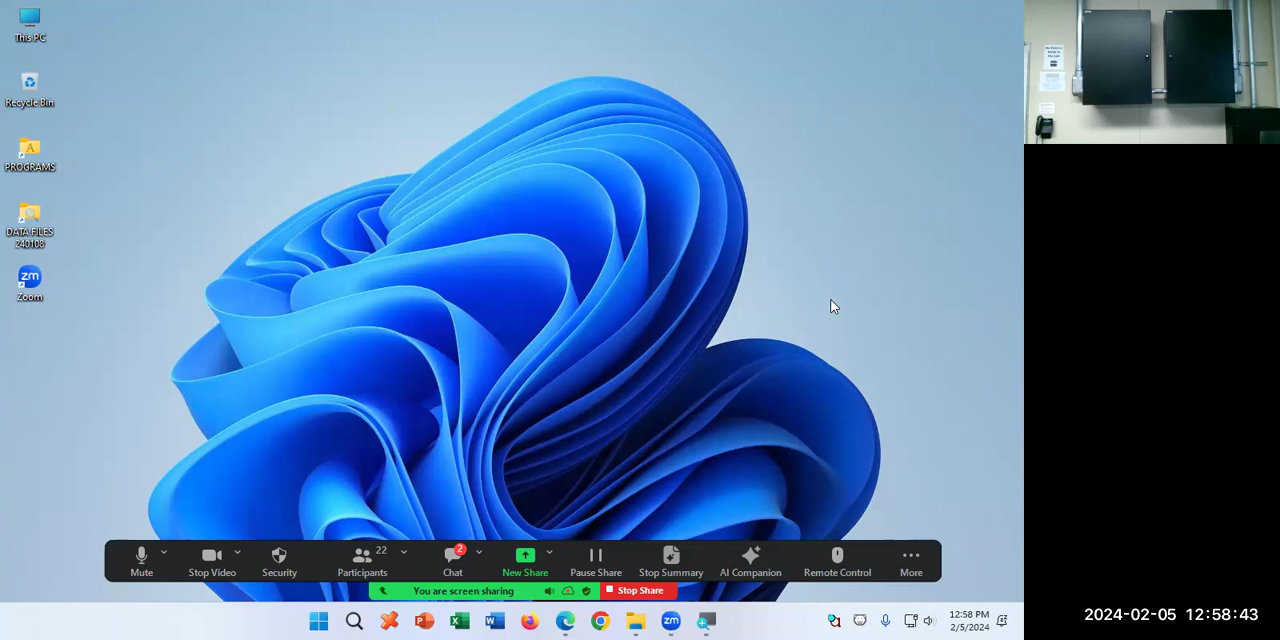 This PC
Recycle Bin
PROGRAMS
DATA FILES
240108
zm
Zoom
22
2
Mute
Stop Video
Security
Participants
Chat
New Share
Pause Share
Stop Summary
AI Companion
Remote Control
More
You are screen sharing
Stop Share
zm
12:58 PM
2/5/2024
2024-02-05 12:58:43